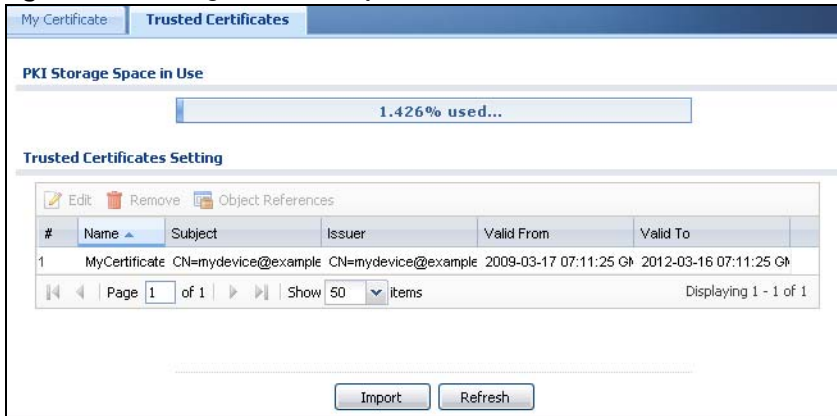 My Certificate Trusted Certificates
PKI Storage Space in Use
1.426% used...
Trusted Certificates Setting
Edit Remove Object References
# Name Subject Issuer Valid From Valid To
1 MyCertificate CN=mydevice@example CN=mydevice@example 2009-03-17 07:11:25 GM 2012-03-16 07:11:25 GM
Page 1 of 1 Show 50 items Displaying 1 - 1 of 1
Import Refresh